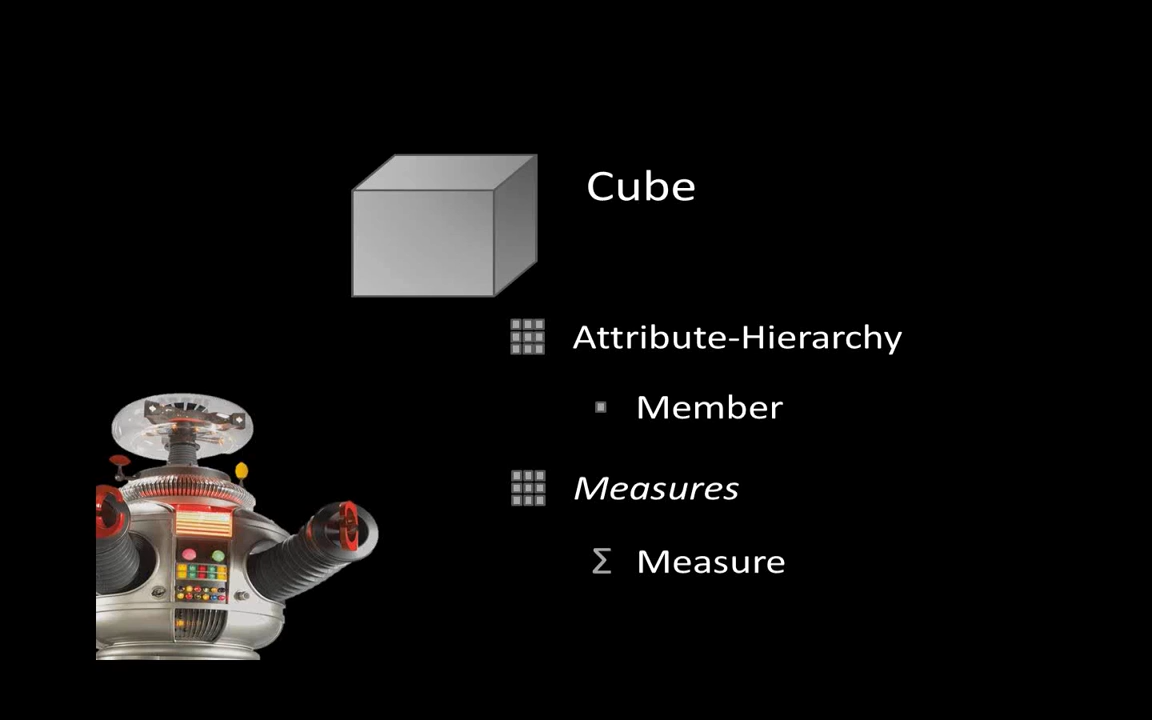 Cube
Attribute-Hierarchy
Member
Measures
Σ Measure